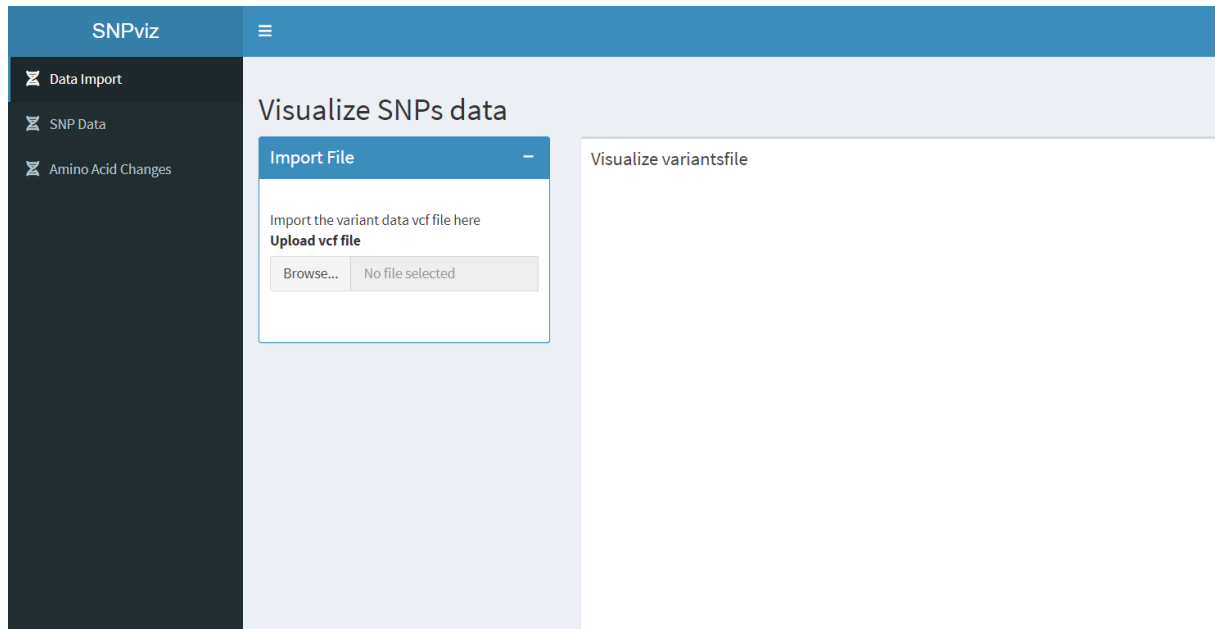 SNPviz
Data Import
SNP Data
Amino Acid Changes
Visualize SNPs data
Import File
Import the variant data vcf file here
Upload vcf file
Browse... No file selected
Visualize variantsfile